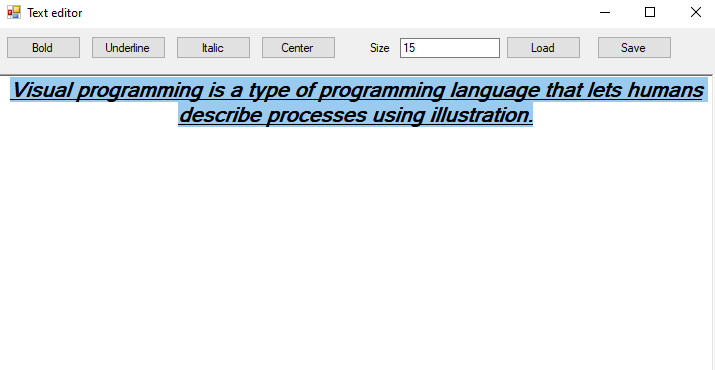 Text editor
Bold Underline Italic Center Size 15 Load Save
Visual programming is a type of programming language that lets humans
describe processes using illustration.